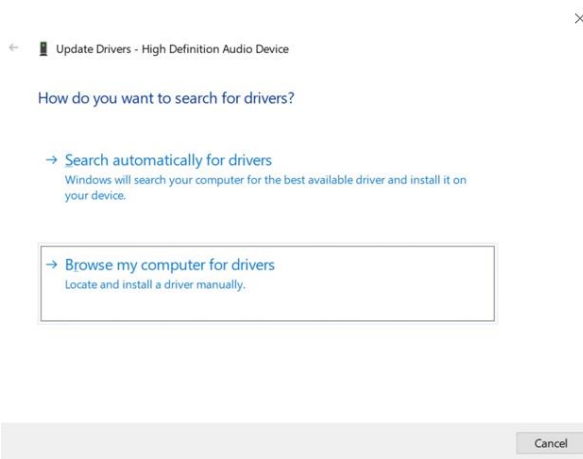 Update Drivers - High Definition Audio Device
How do you want to search for drivers?
→ Search automatically for drivers
Windows will search your computer for the best available driver and install it on
your device.
→ Browse my computer for drivers
Locate and install a driver manually.
Cancel